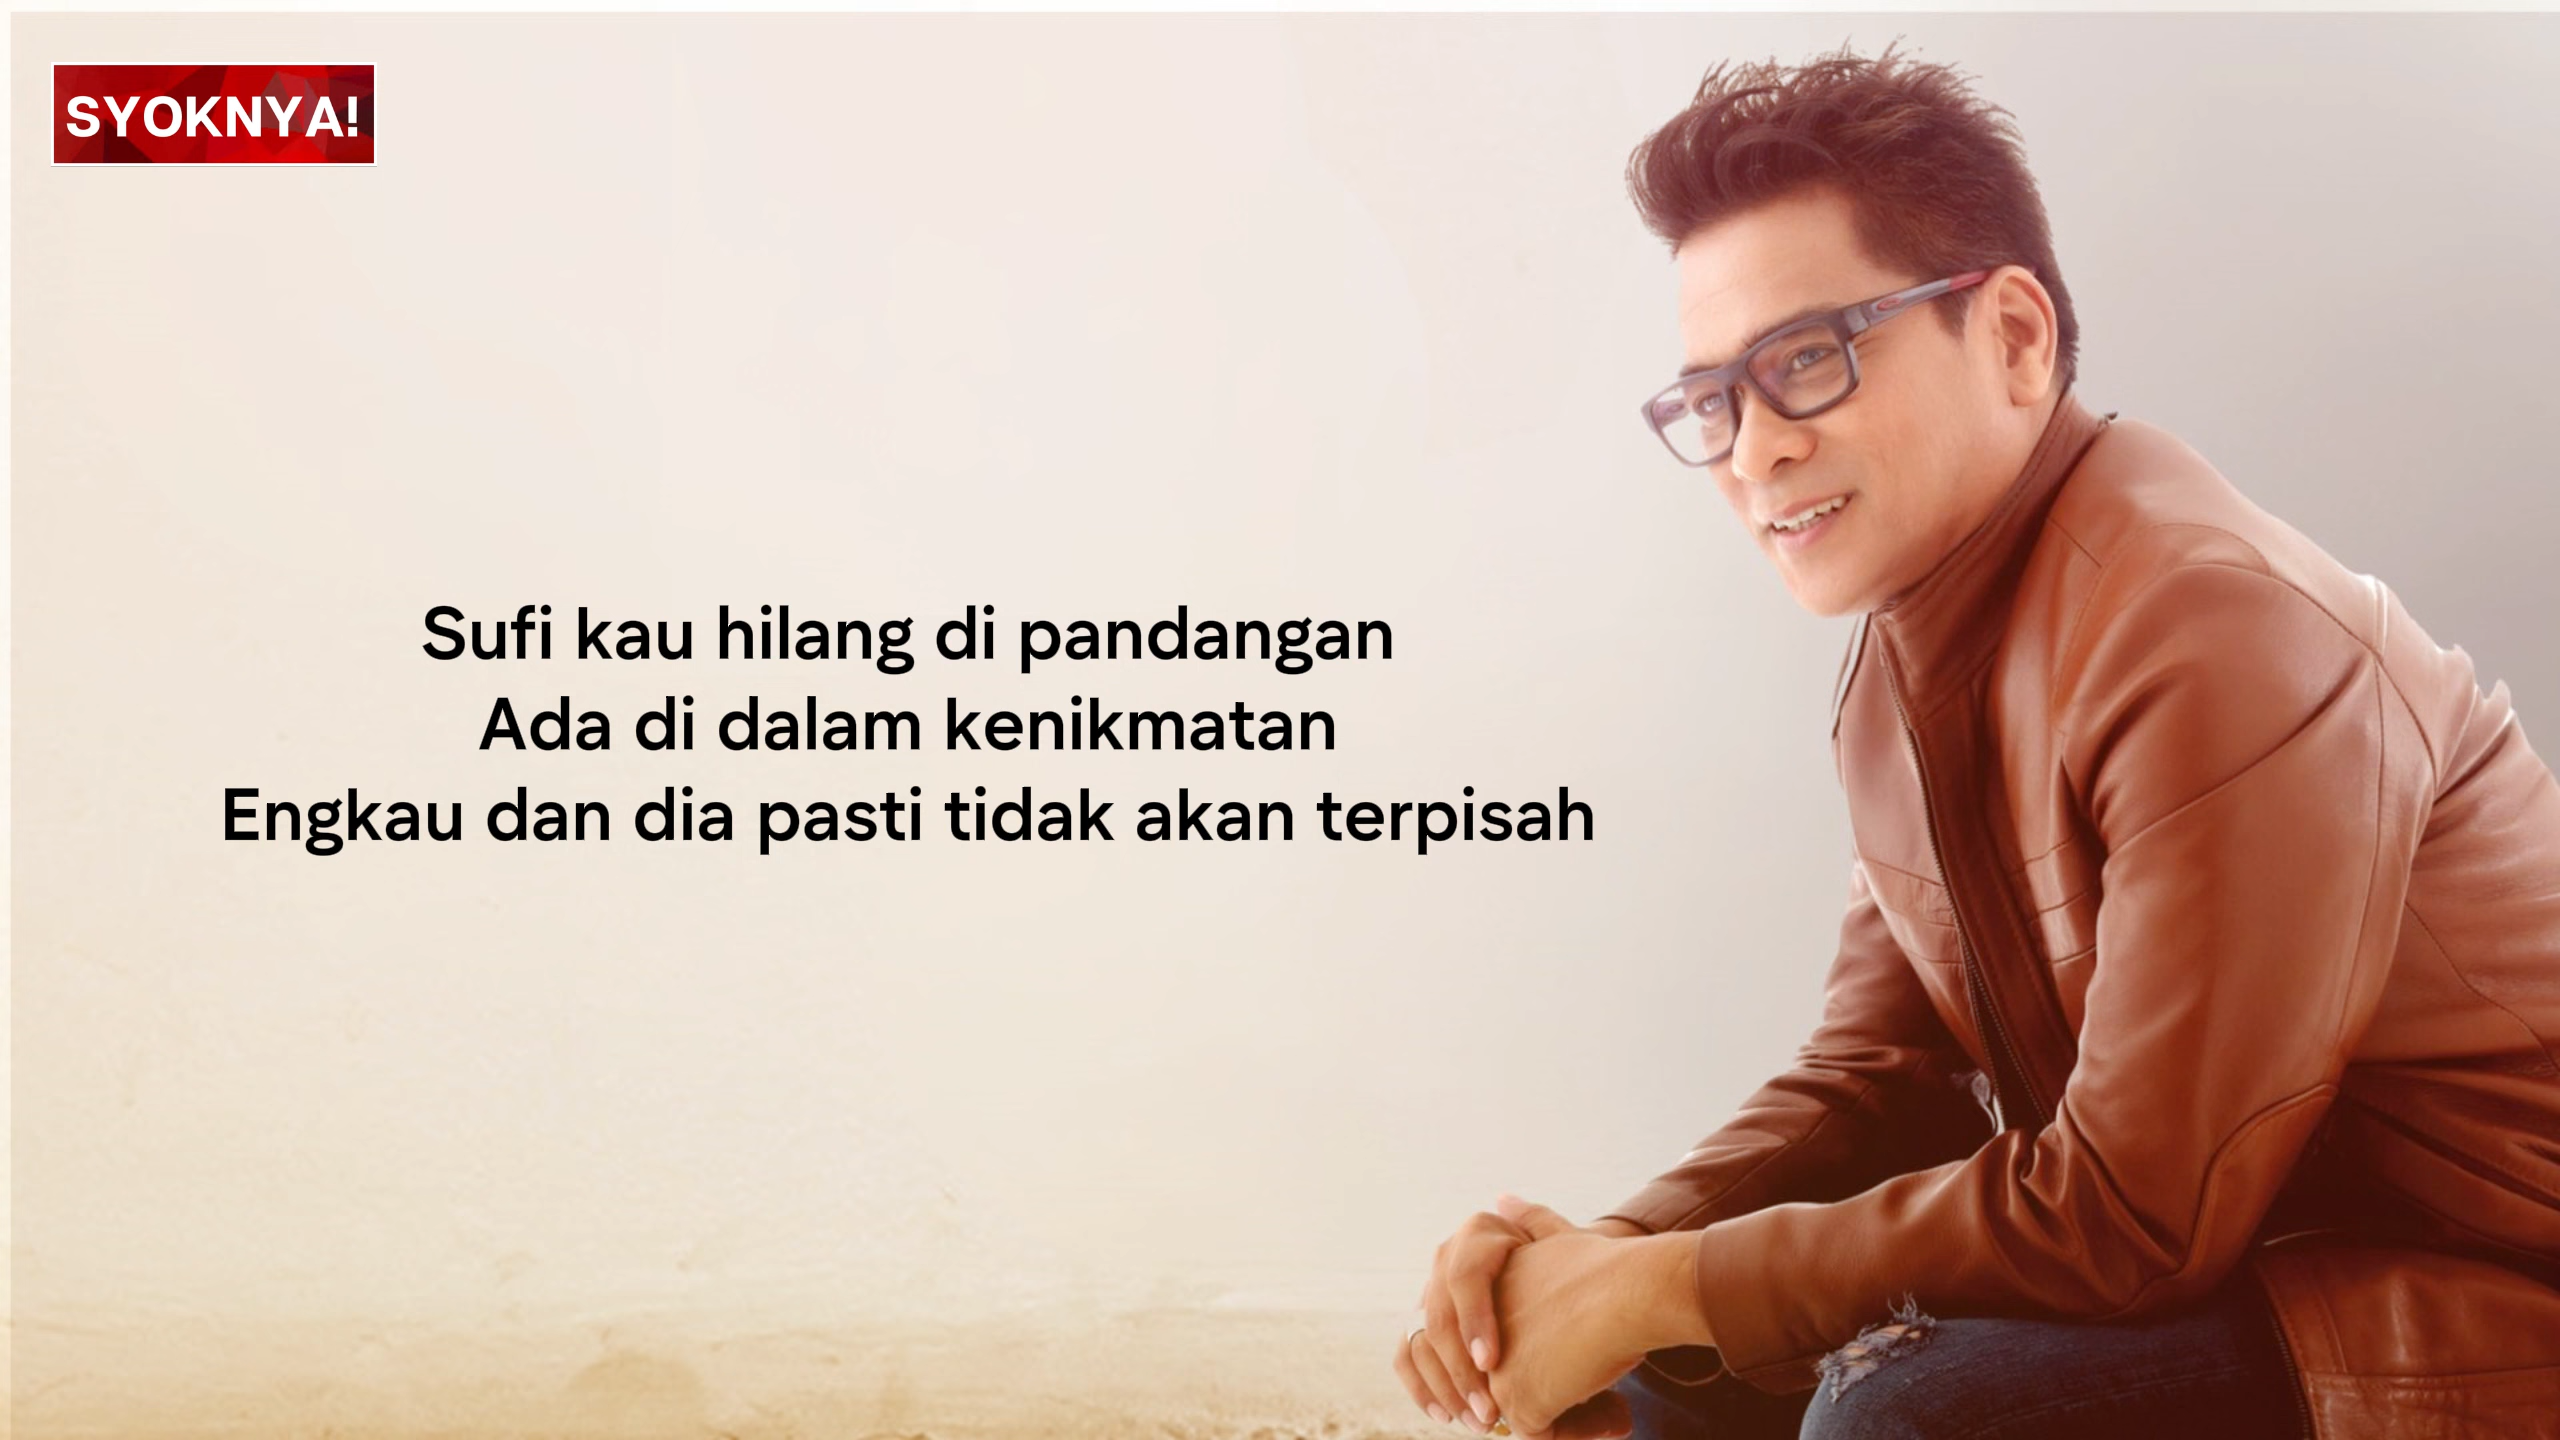 SYOKNYA!
Sufi kau hilang di pandangan
Ada di dalam kenikmatan
Engkau dan dia pasti tidak akan terpisah